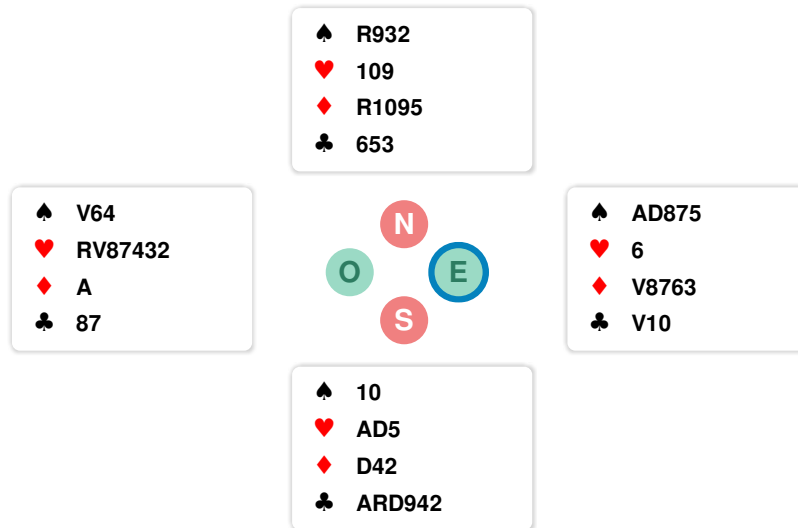 ♠ R932
♥ 109
♦ R1095
♣ 653
♠ V64
♥ RV87432
♦ A
♣ 87
N
O E
S
♠ AD875
♥ 6
♦ V8763
♣ V10
♠ 10
♥ AD5
♦ D42
♣ ARD942